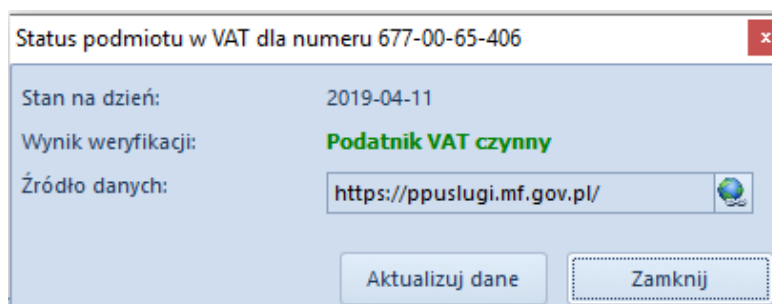 Status podmiotu w VAT dla numeru 677-00-65-406
x
Stan na dzień: 2019-04-11
Wynik weryfikacji: Podatnik VAT czynny
Źródło danych: https://ppuslugi.mf.gov.pl/
Aktualizuj dane Zamknij